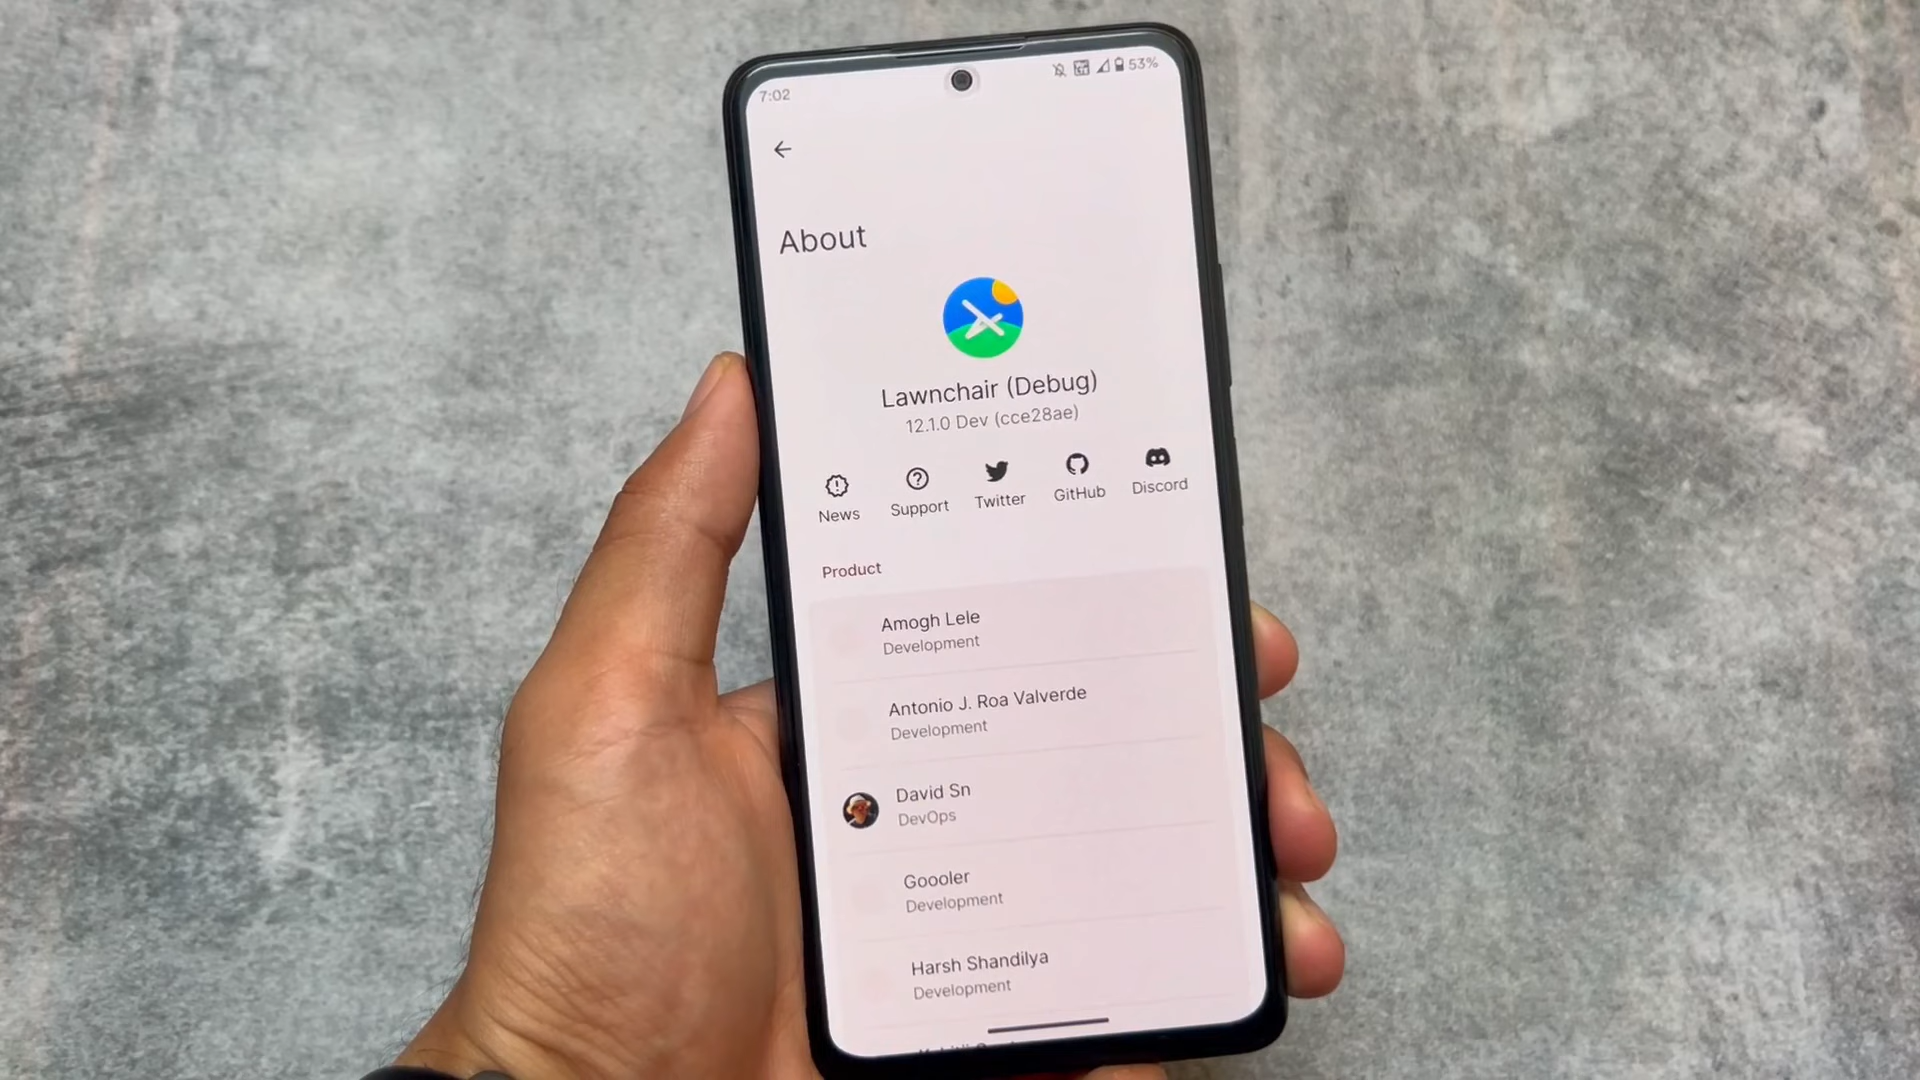 7:02
53%
About
Lawnchair (Debug)
12.1.0 Dev (cce28ae)
News
Support
Twitter
GitHub
Discord
Product
Amogh Lele
Development
Antonio J. Roa Valverde
Development
David Sn
DevOps
Goooler
Development
Harsh Shandilya
Development